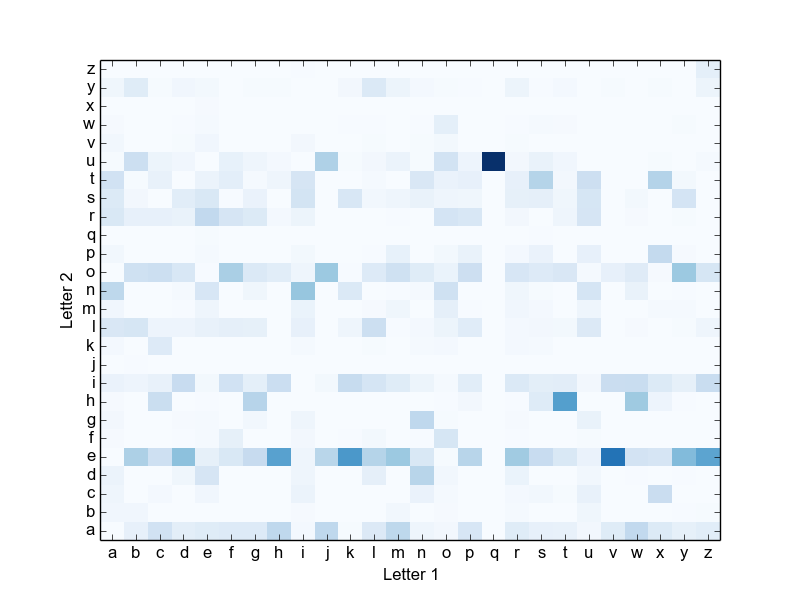 z
y
x
w
v
u
t
s
r
q
p
o
n
m
l
k
j
i
h
g
f
e
d
c
b
a
Letter 2
a b c d e f g h i j k l m n o p q r s t u v w x y z
Letter 1